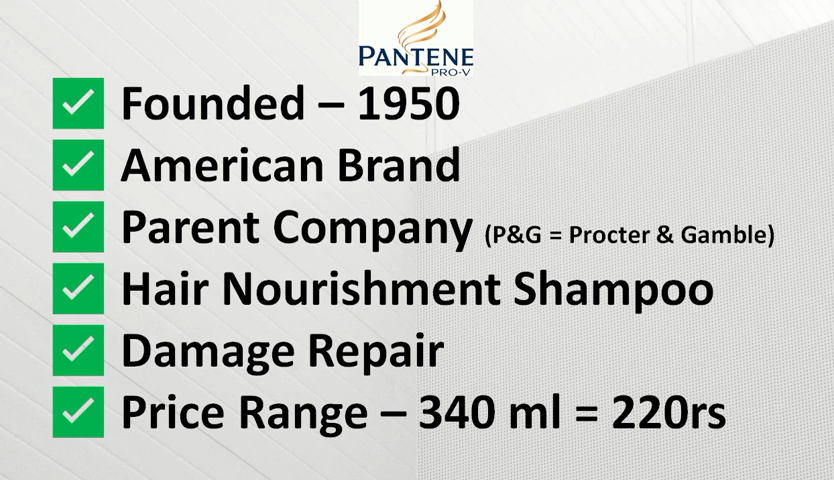 PANTENE
PRO-V
Founded – 1950
American Brand
Parent Company (P&G = Procter & Gamble)
Hair Nourishment Shampoo
Damage Repair
Price Range – 340 ml = 220rs